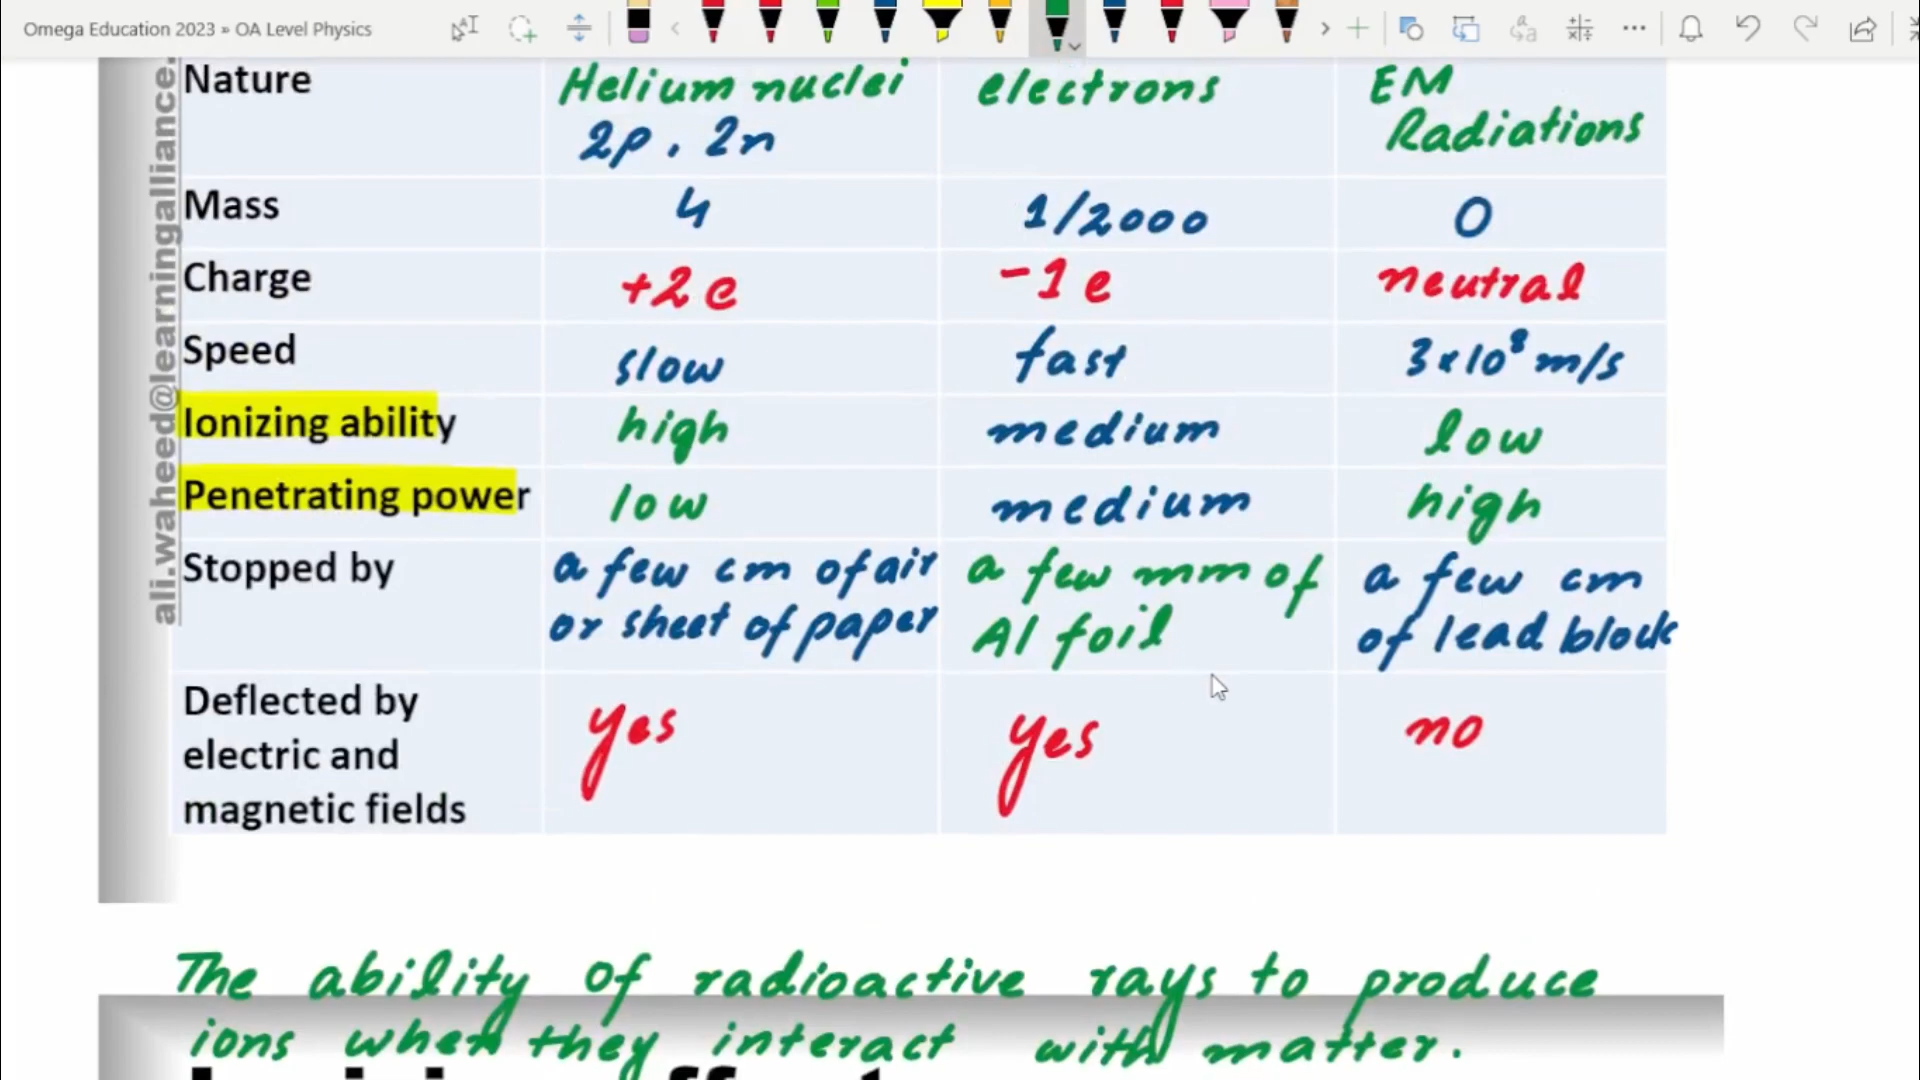 Omega Education 2023 » OA Level Physics
ali.waheed@learningalliance.
Nature Helium nuclei electrons EM
2p, 2n Radiations
Mass 4 1/2000 0
Charge +2e -1e neutral
Speed slow fast 3x10⁸ m/s
Ionizing ability high medium low
Penetrating power low medium high
Stopped by a few cm of air a few mm of a few cm
or sheet of paper Al foil of lead block
Deflected by yes yes no
electric and
magnetic fields
The ability of radioactive rays to produce
ions when they interact with matter.